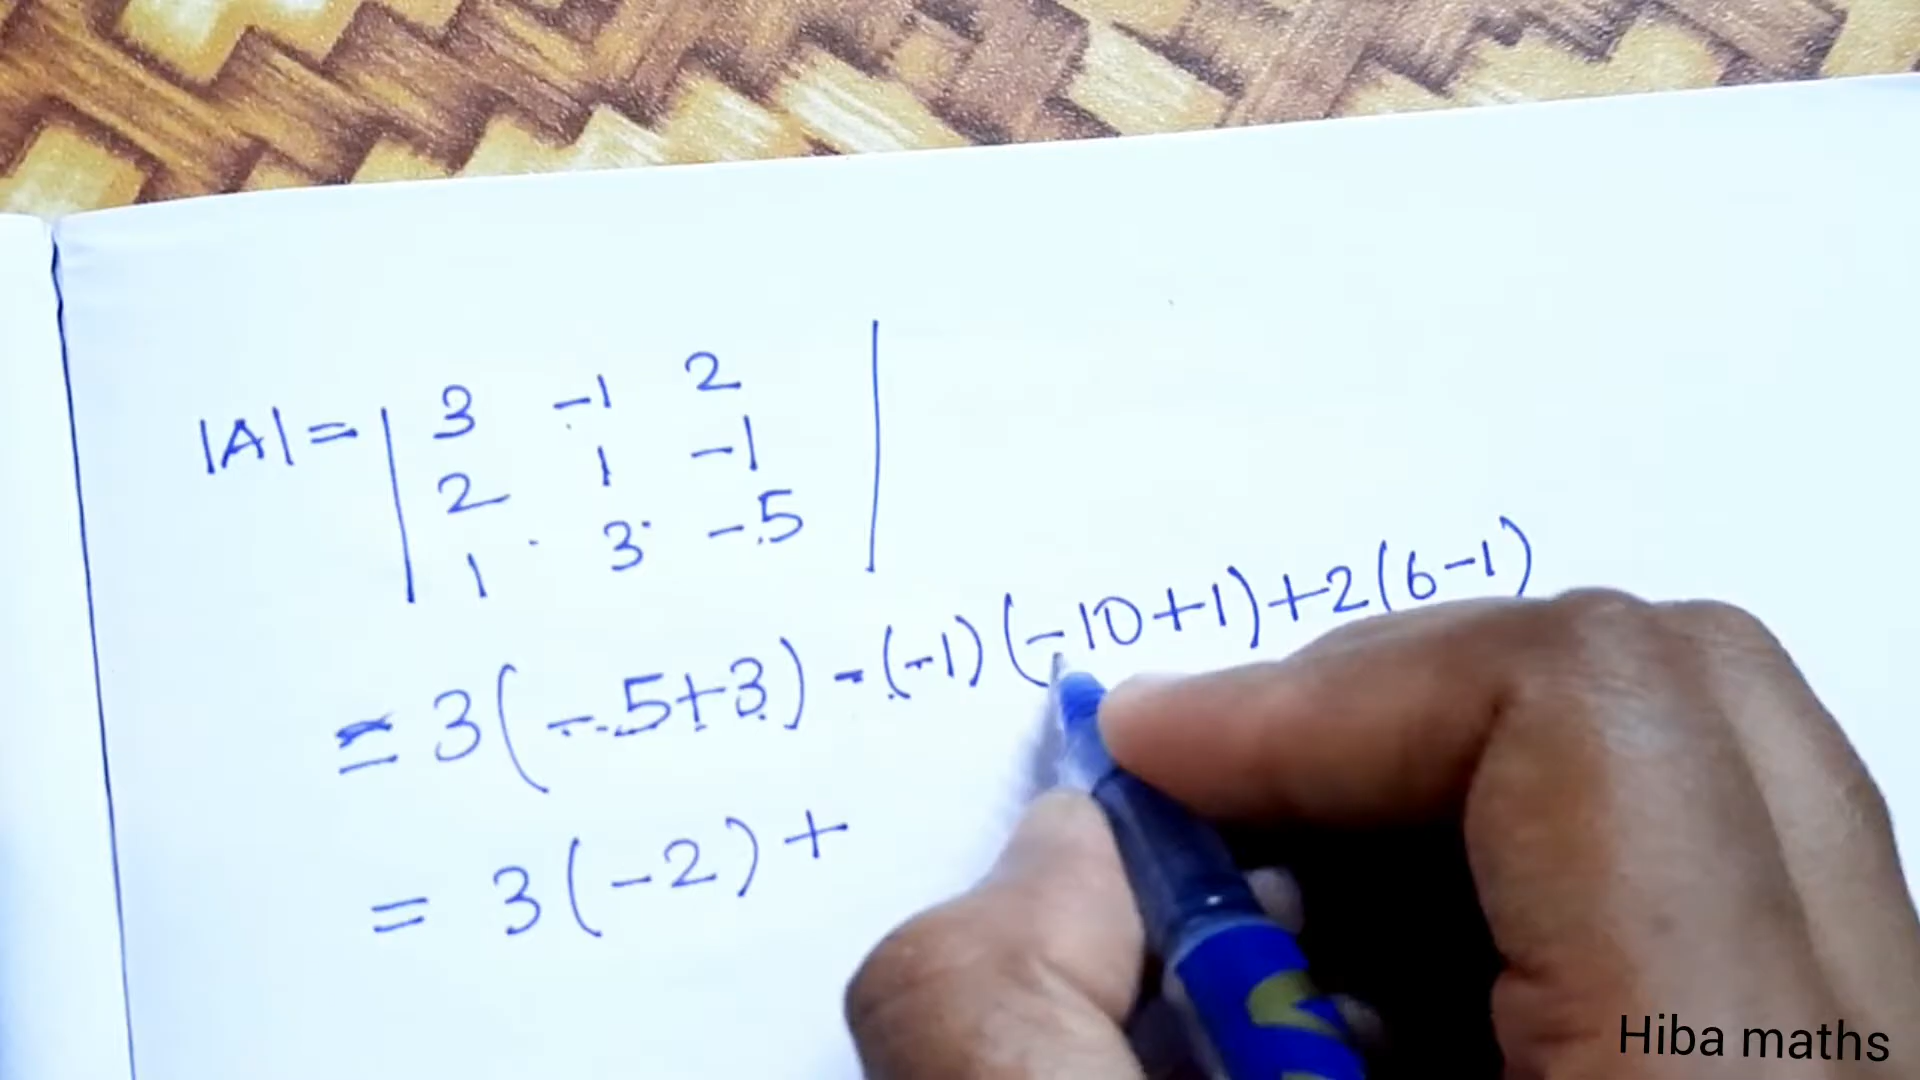 |A| = | 3 -1 2 |
2 1 -1
1 3 -5
= 3(-5+3) - (-1)(-10+1)+2(6-1)
= 3(-2) +
Hiba maths